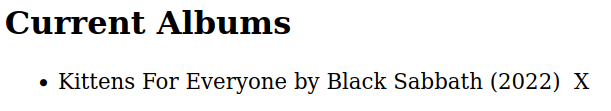 Current Albums
• Kittens For Everyone by Black Sabbath (2022) X